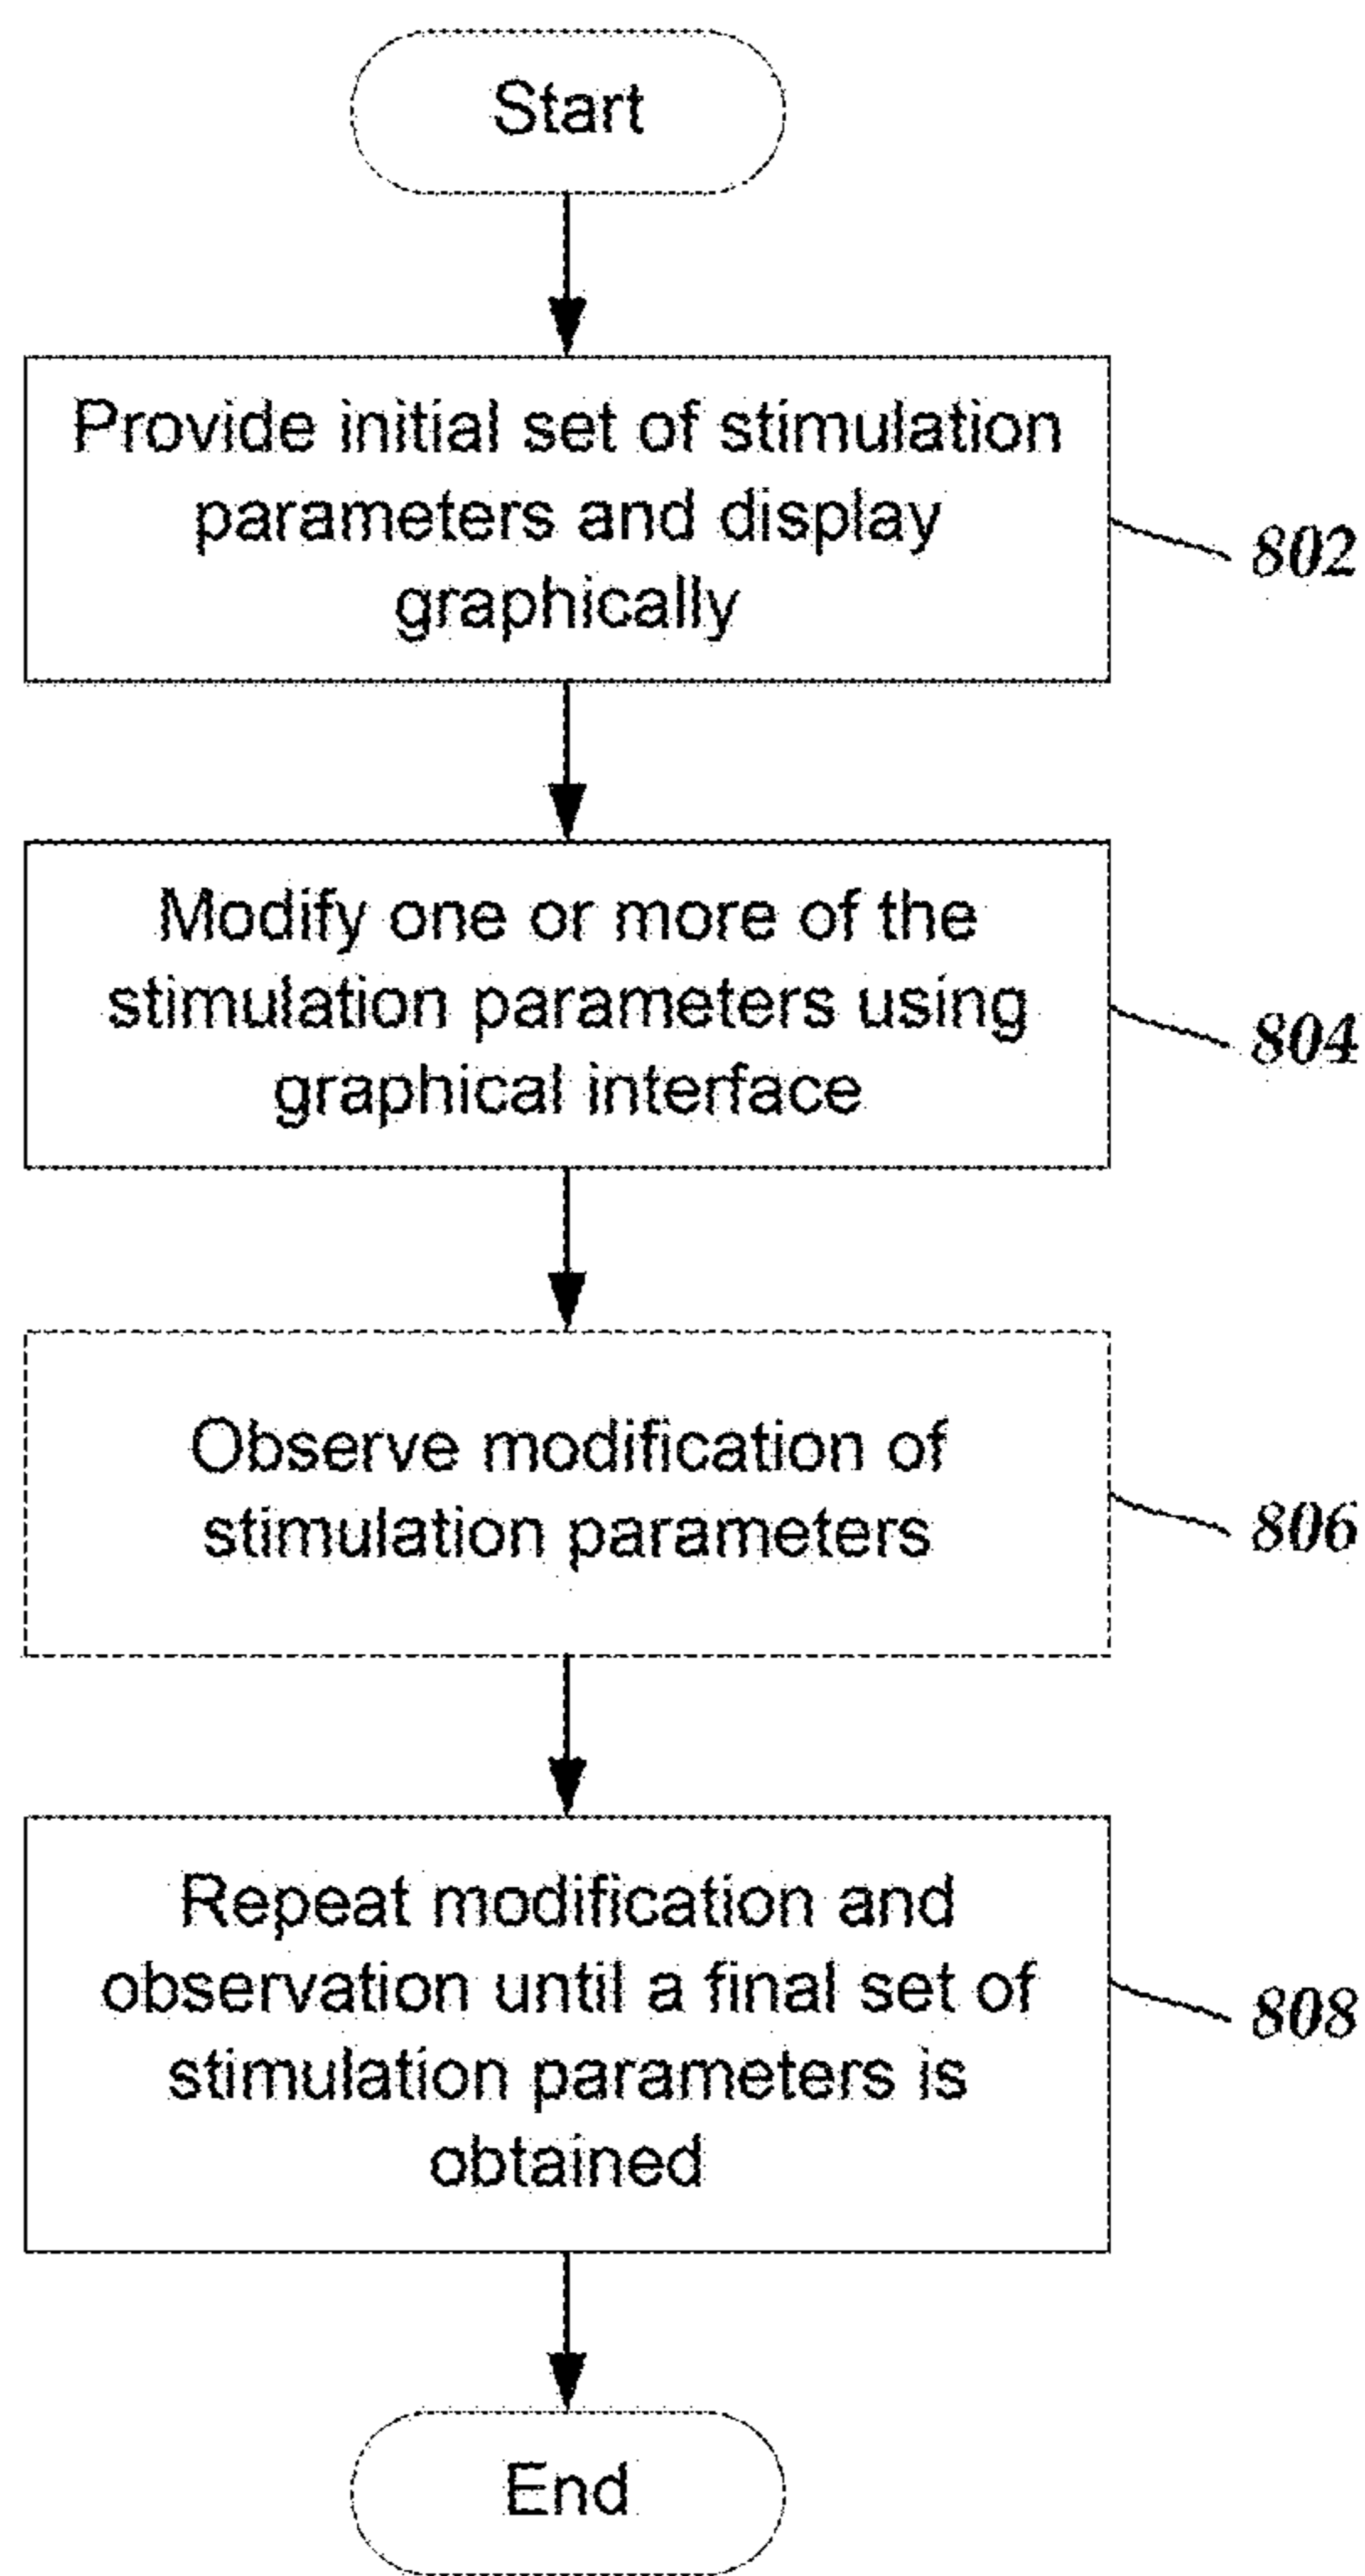 Start
Provide initial set of stimulation
parameters and display
graphically
802
Modify one or more of the
stimulation parameters using
graphical interface
804
Observe modification of
stimulation parameters
806
Repeat modification and
observation until a final set of
stimulation parameters is
obtained
808
End